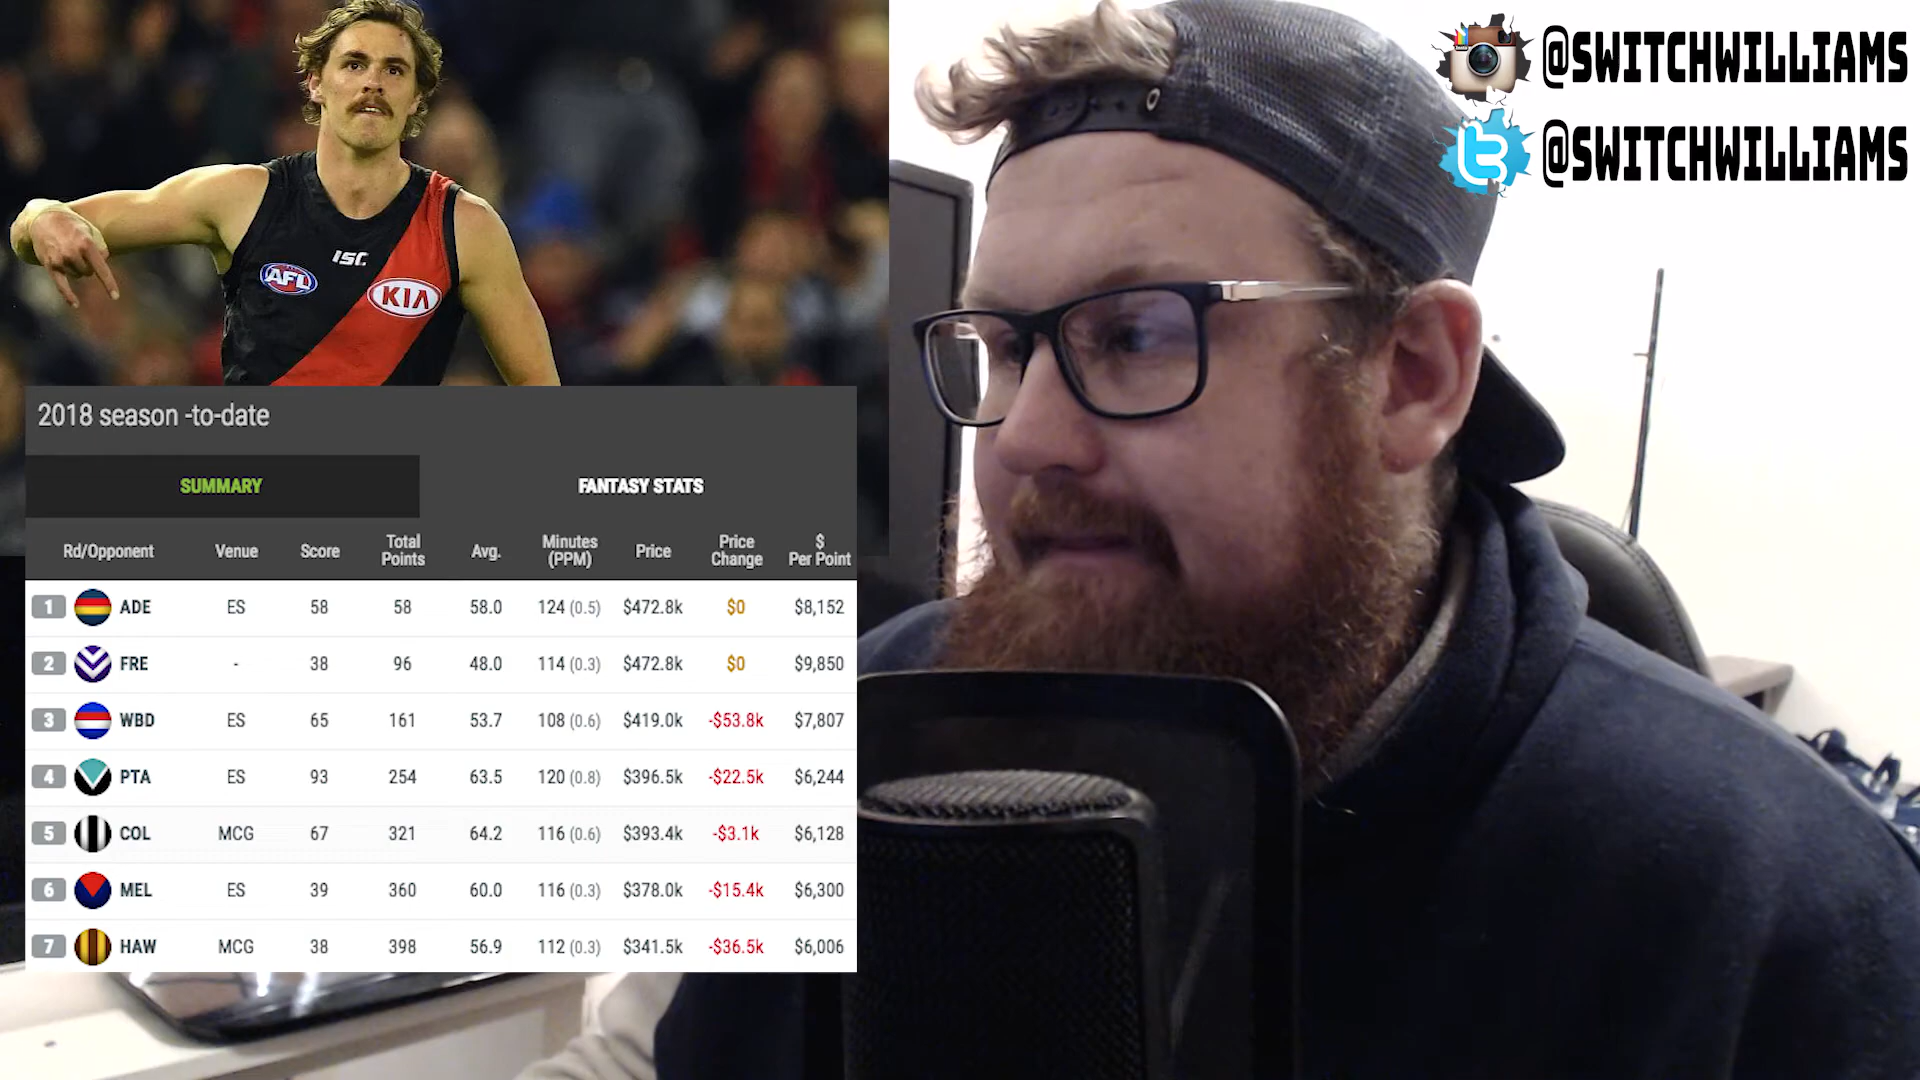 @SWITCHWILLIAMS
@SWITCHWILLIAMS
ISC
AFL
KIA
2018 season -to-date
SUMMARY FANTASY STATS
Rd/Opponent Venue Score Total Points Avg. Minutes (PPM) Price Price Change $ Per Point
1 ADE ES 58 58 58.0 124 (0.5) $472.8k $0 $8,152
2 FRE - 38 96 48.0 114 (0.3) $472.8k $0 $9,850
3 WBD ES 65 161 53.7 108 (0.6) $419.0k -$53.8k $7,807
4 PTA ES 93 254 63.5 120 (0.8) $396.5k -$22.5k $6,244
5 COL MCG 67 321 64.2 116 (0.6) $393.4k -$3.1k $6,128
6 MEL ES 39 360 60.0 116 (0.3) $378.0k -$15.4k $6,300
7 HAW MCG 38 398 56.9 112 (0.3) $341.5k -$36.5k $6,006